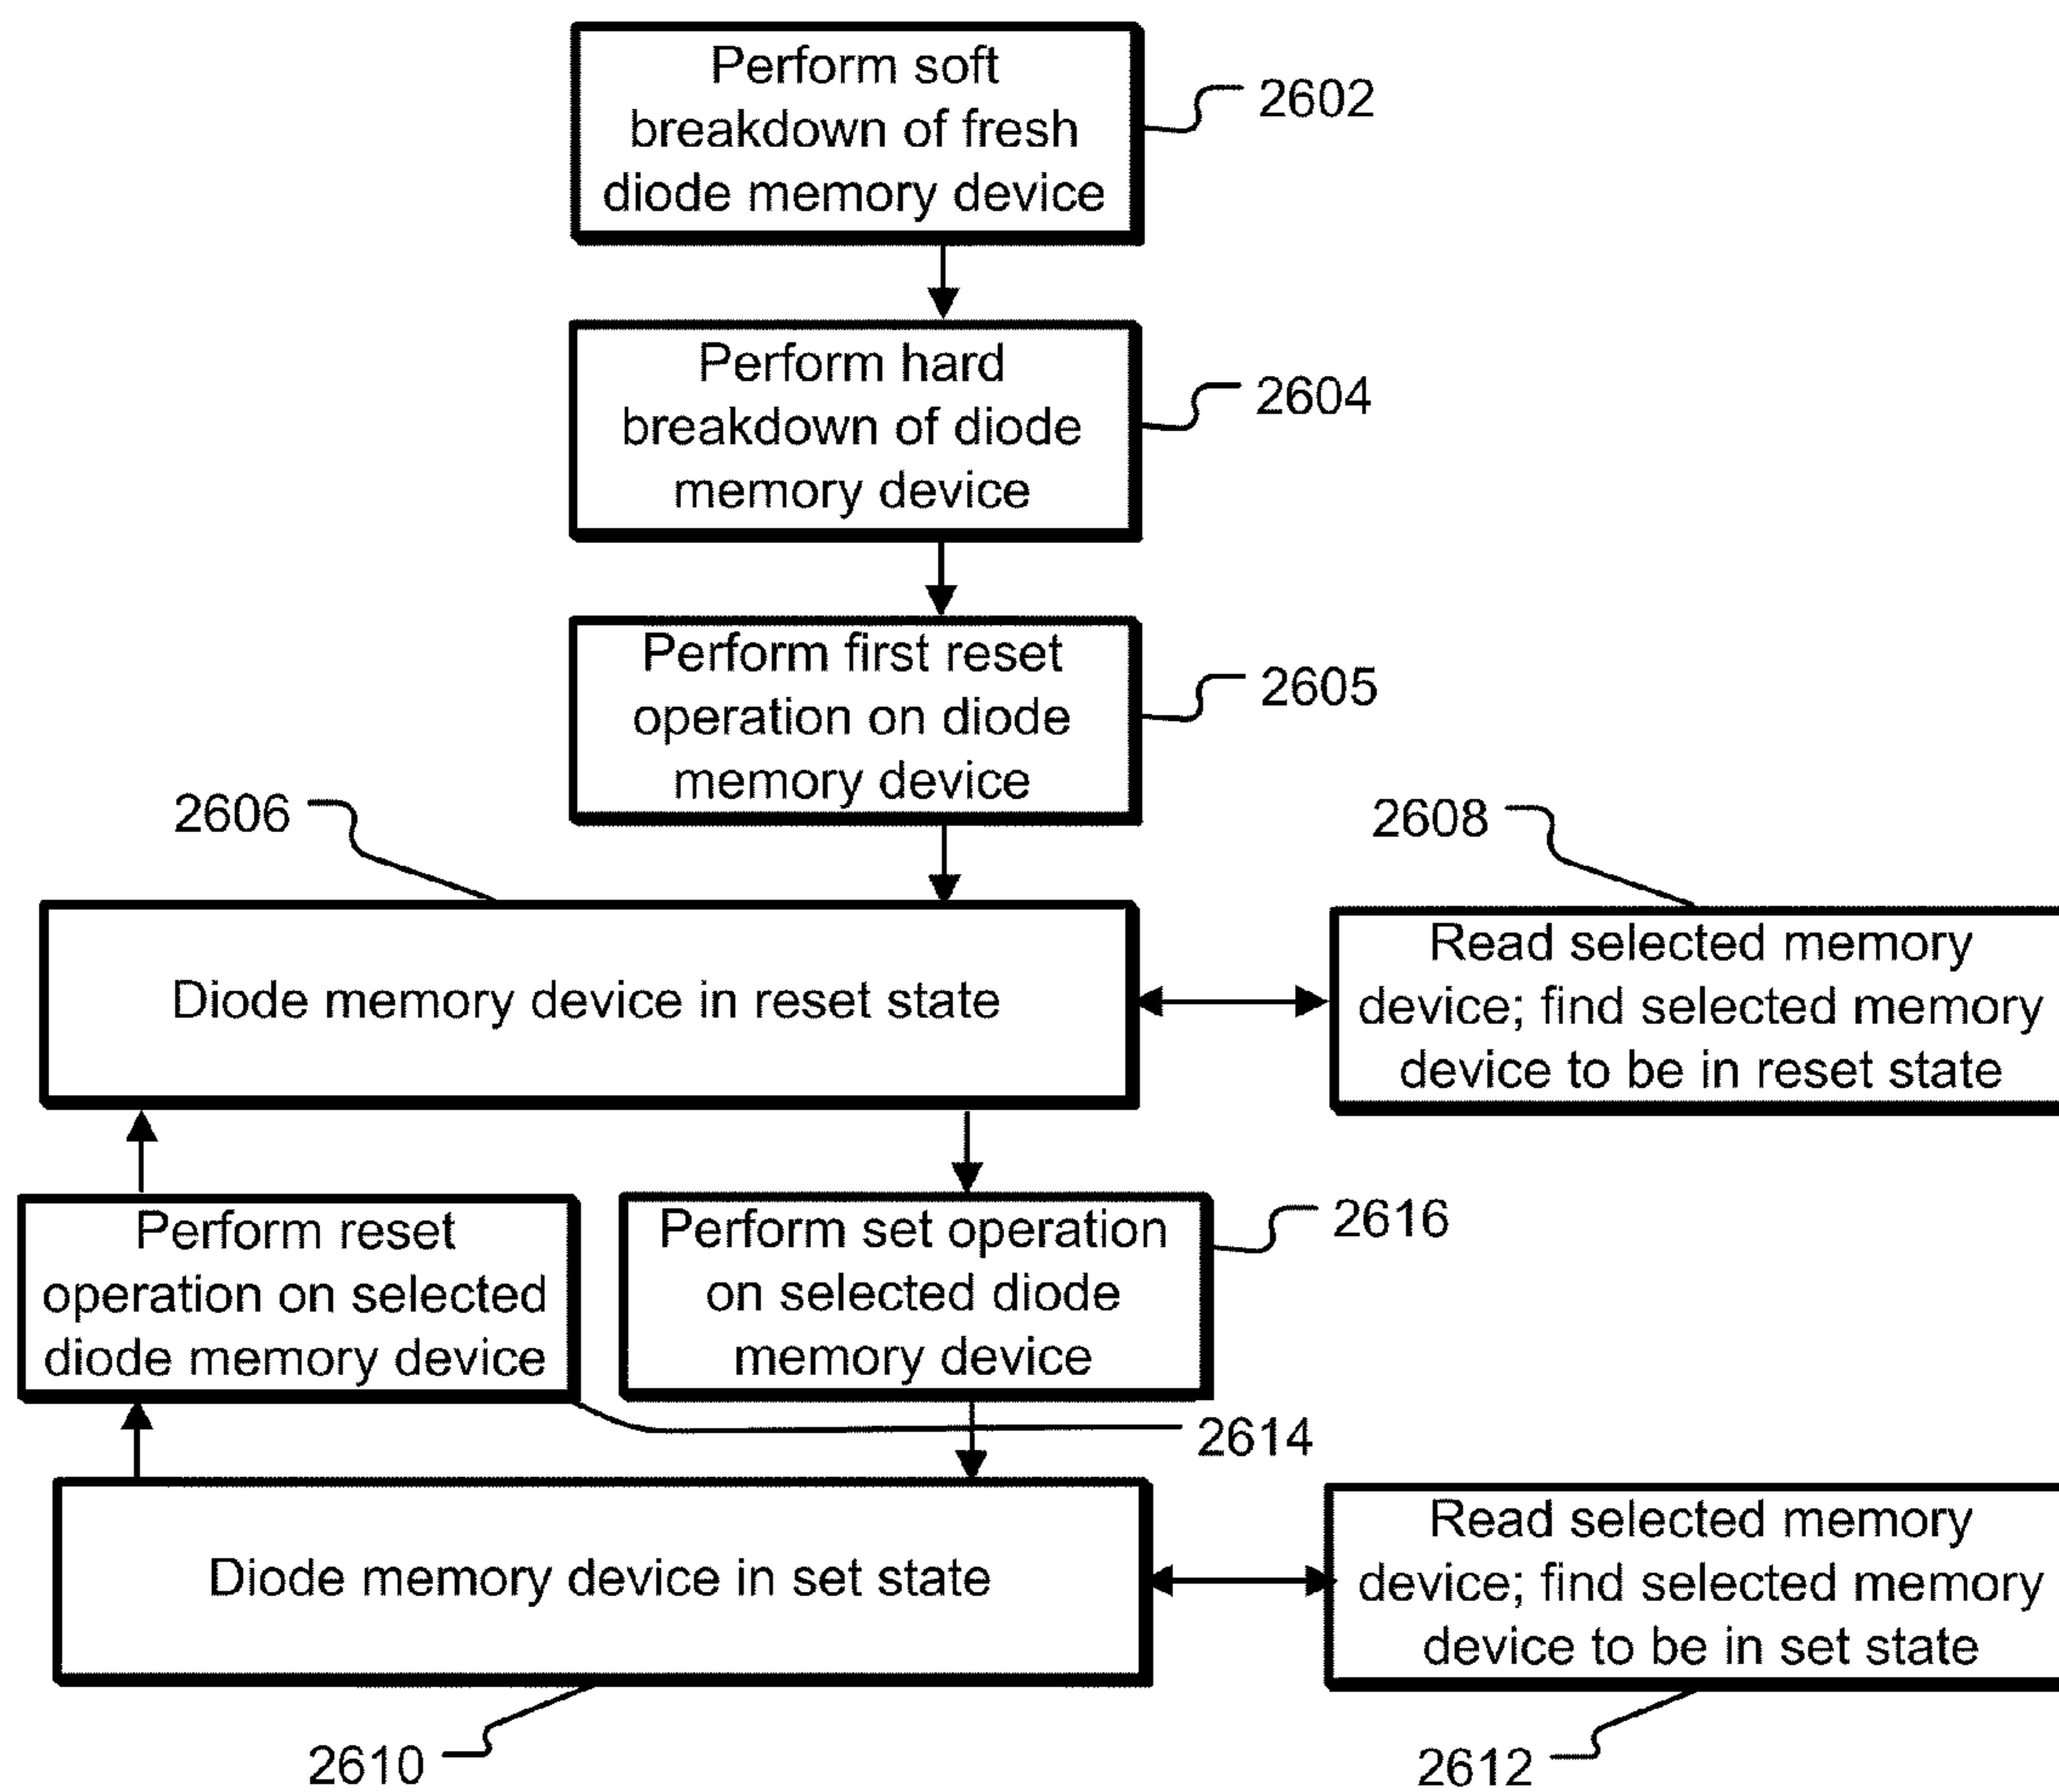 Perform soft
breakdown of fresh
diode memory device
2602
Perform hard
breakdown of diode
memory device
2604
Perform first reset
operation on diode
memory device
2605
2606
2608
Diode memory device in reset state
Read selected memory
device; find selected memory
device to be in reset state
Perform reset
operation on selected
diode memory device
Perform set operation
on selected diode
memory device
2616
2614
Diode memory device in set state
Read selected memory
device; find selected memory
device to be in set state
2610
2612